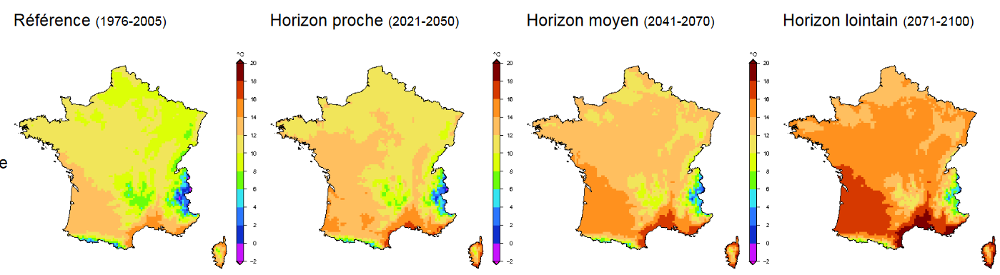 Référence (1976-2005) Horizon proche (2021-2050) Horizon moyen (2041-2070) Horizon lointain (2071-2100)
°C °C °C °C
20 20 20 20
18 18 18 18
16 16 16 16
14 14 14 14
12 12 12 12
10 10 10 10
e
8 8 8 8
6 6 6 6
4 4 4 4
2 2 2 2
0 0 0 0
−2 −2 −2 −2